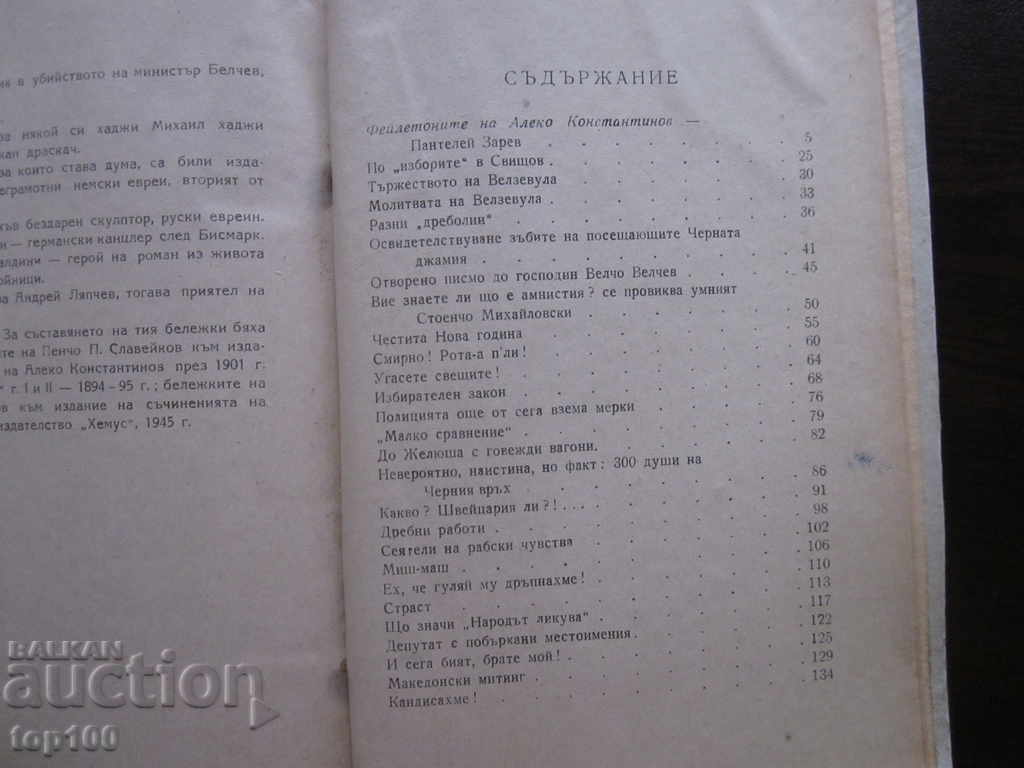 ик в убийството на министър Белчев,
за някой си хаджи Михаил хаджи
кан драскач.
за които става дума, са били изда-
еграмотни немски евреи, вторият от
къв бездарен скулптор, руски евреин.
и — германски канцлер след Бисмарк.
алдини — герой на роман из живота
ойници.
ва Андрей Ляпчев, тогава приятел на
За съставянето на тия бележки бяха
ите на Пенчо П. Славейков към изда-
на Алеко Константинов през 1901 г.
" г. I и II — 1894-95 г.; бележките на
ов към издание на съчиненията на
издателство „Хемус“, 1945 г.
СЪДЪРЖАНИЕ
Фейлетоните на Алеко Константинов —
Пантелей Зарев . . . . . . 5
По „изборите“ в Свищов . . . . . 25
Тържеството на Велзевула . . . . . 30
Молитвата на Велзевула . . . . . . 33
Разни „дреболии“ . . . . . . . 36
Освидетелствуване зъбите на посещающите Черната
джамия . . . . . . . . 41
Отворено писмо до господин Велчо Велчев . . . 45
Вие знаете ли що е амнистия? се провиква умният
Стоенчо Михайловски . . . . . 50
Честита Нова година . . . . . . 55
Смирно! Рота-а п'ли! . . . . . . 60
Угасете свещите! . . . . . . . 64
Избирателен закон . . . . . . . 68
Полицията още от сега взема мерки . . . . 76
„Малко сравнение“ . . . . . . . 79
До Желюша с говежди вагони. . . . . . 82
Невероятно, наистина, но факт: 300 души на
Черния връх . . . . . . . 86
Какво? Швейцария ли?! . . . . . . 91
Дребни работи . . . . . . . 98
Сеятели на рабски чувства . . . . . 102
Миш-маш . . . . . . . . 106
Ех, че гуляй му дръпнахме! . . . . . 110
Страст . . . . . . . . 113
Що значи „Народът ликува“ . . . . . 117
Депутат с побъркани местоимения. . . . . 122
И сега бият, брате мой! . . . . . . 125
Македонски митинг . . . . . . . 129
Кандисахме! . . . . . . . . 134
BALKAN
auction
top100